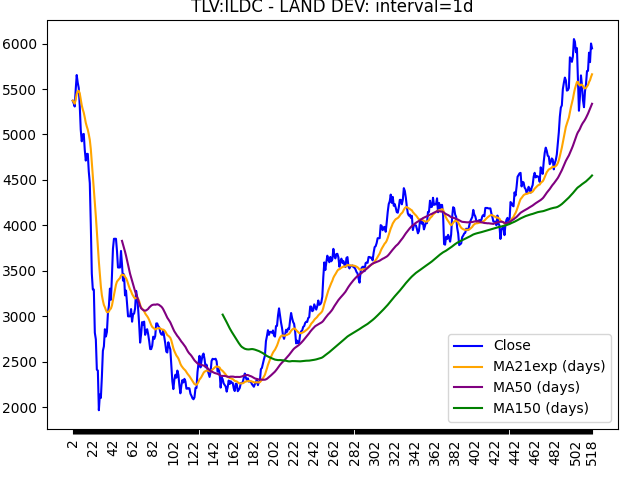 TLV:ILDC - LAND DEV: interval=1d
6000
5500
5000
4500
4000
3500
3000
2500
2000
Close
MA21exp (days)
MA50 (days)
MA150 (days)
2 22 42 62 82 102 122 142 162 182 202 222 242 262 282 302 322 342 362 382 402 422 442 462 482 502 518